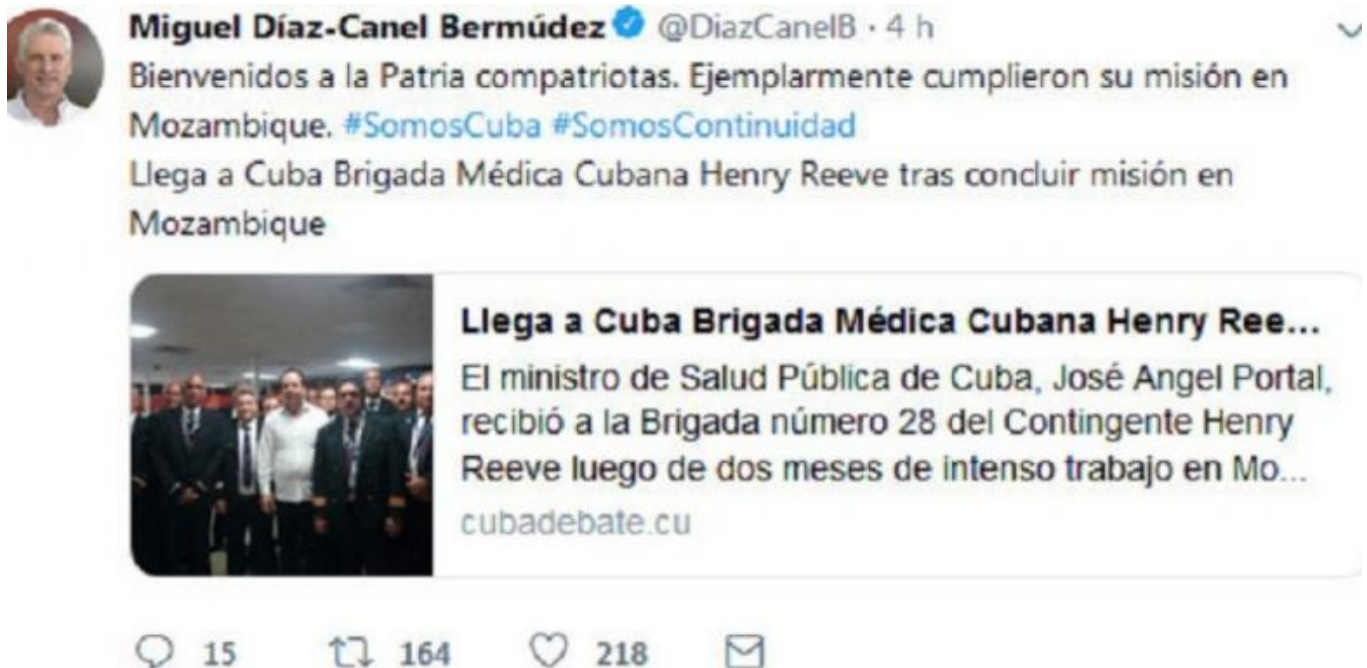 Miguel Díaz-Canel Bermúdez @DiazCanelB · 4 h
Bienvenidos a la Patria compatriotas. Ejemplarmente cumplieron su misión en
Mozambique. #SomosCuba #SomosContinuidad
Llega a Cuba Brigada Médica Cubana Henry Reeve tras concluir misión en
Mozambique
Llega a Cuba Brigada Médica Cubana Henry Ree...
El ministro de Salud Pública de Cuba, José Angel Portal,
recibió a la Brigada número 28 del Contingente Henry
Reeve luego de dos meses de intenso trabajo en Mo...
cubadebate.cu
15 164 218